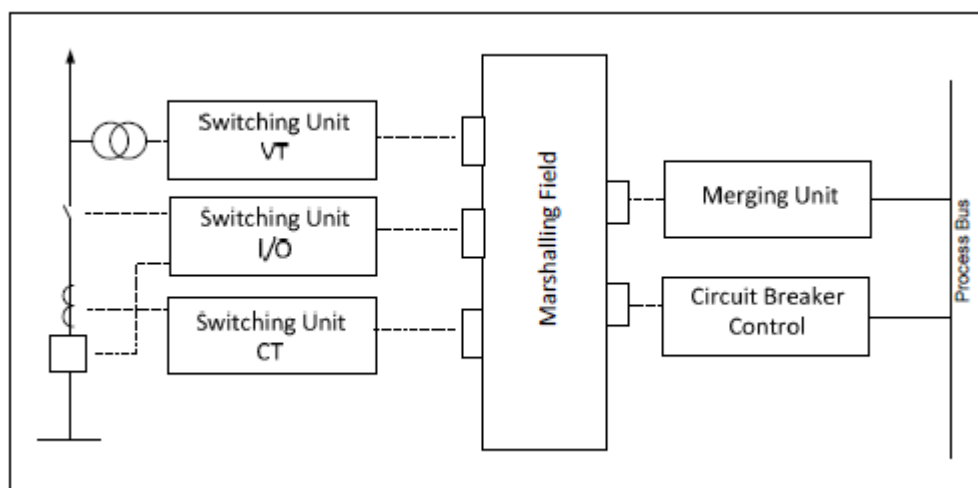 Switching Unit
VT
Switching Unit
I/O
Switching Unit
CT
Marshalling Field
Merging Unit
Circuit Breaker
Control
Process Bus